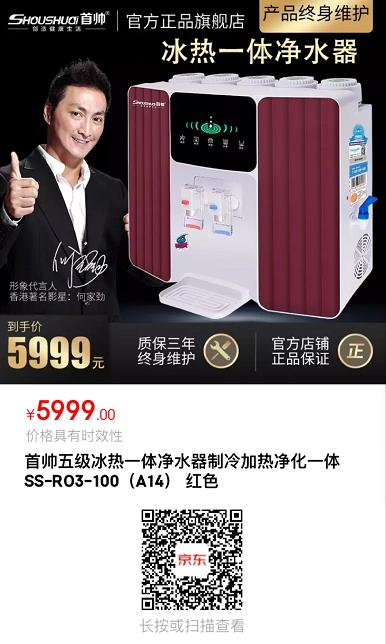 SHOUSHUAI 首帅
创造健康生活
官方正品旗舰店
产品终身维护
冰热一体净水器
SHOUSHUAI 首帅
形象代言人
香港著名影星：何家劲
到手价
5999元
质保三年
终身维护
官方店铺
正品保证
正
¥5999.00
价格具有时效性
首帅五级冰热一体净水器制冷加热净化一体
SS-RO3-100（A14） 红色
京东
长按或扫描查看